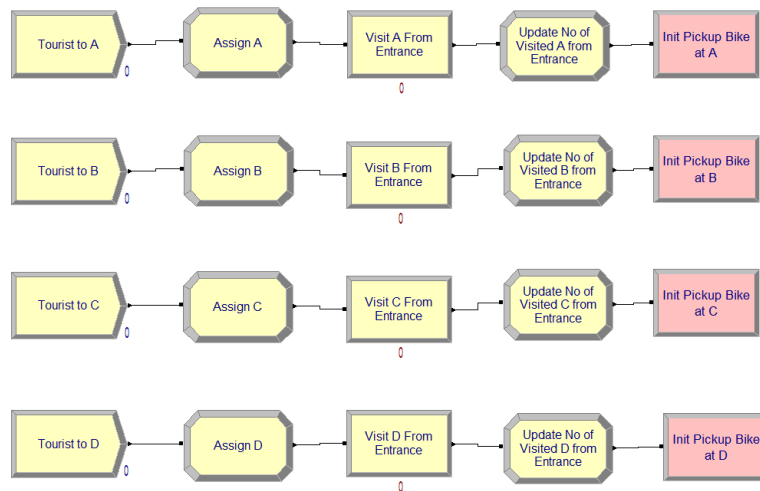 Tourist to A
0
Assign A
Visit A From
Entrance
0
Update No of
Visited A from
Entrance
Init Pickup Bike
at A
Tourist to B
0
Assign B
Visit B From
Entrance
0
Update No of
Visited B from
Entrance
Init Pickup Bike
at B
Tourist to C
0
Assign C
Visit C From
Entrance
0
Update No of
Visited C from
Entrance
Init Pickup Bike
at C
Tourist to D
0
Assign D
Visit D From
Entrance
0
Update No of
Visited D from
Entrance
Init Pickup Bike
at D